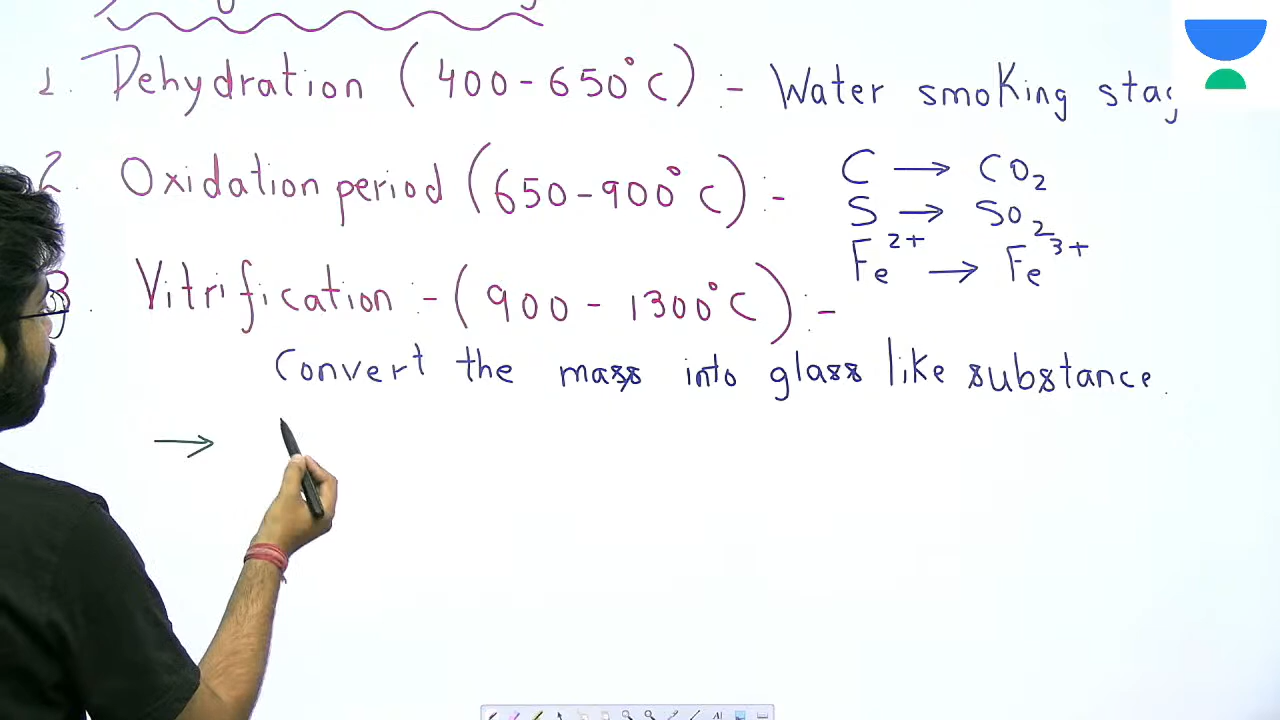 1. Dehydration (400-650°C) :- Water smoking
2. Oxidation period (650-900°C) :- C → CO2
S → SO2
Fe2+ → Fe3+
3. Vitrification :- (900 - 1300°C) :-
Convert the mass into glass like substance.
→